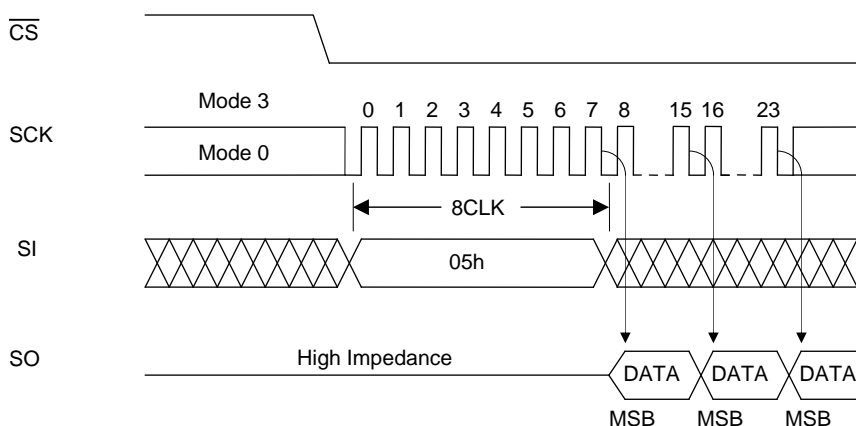 CS
Mode 3
0 1 2 3 4 5 6 7 8 15 16 23
SCK
Mode 0
8CLK
SI
05h
SO
High Impedance
DATA DATA DATA
MSB MSB MSB